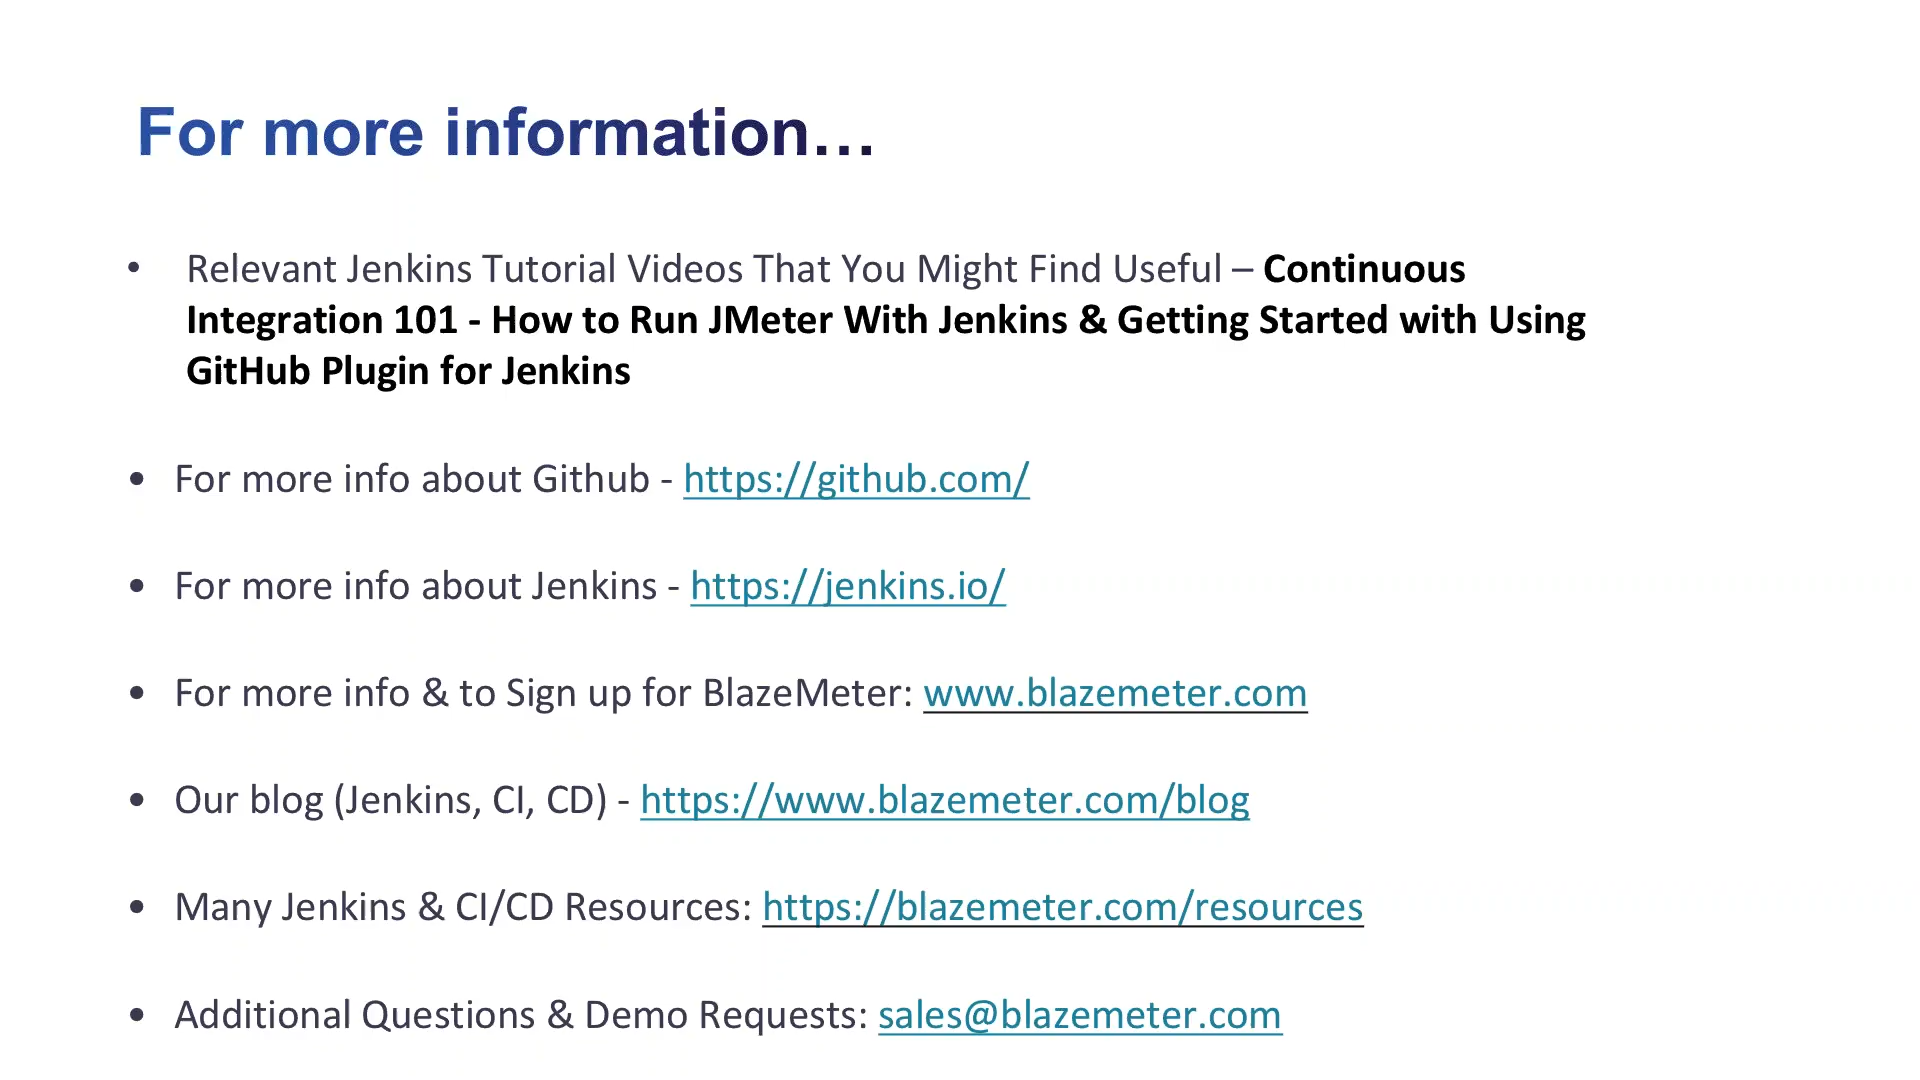 For more information…
• Relevant Jenkins Tutorial Videos That You Might Find Useful – Continuous
Integration 101 - How to Run JMeter With Jenkins & Getting Started with Using
GitHub Plugin for Jenkins
• For more info about Github - https://github.com/
• For more info about Jenkins - https://jenkins.io/
• For more info & to Sign up for BlazeMeter: www.blazemeter.com
• Our blog (Jenkins, CI, CD) - https://www.blazemeter.com/blog
• Many Jenkins & CI/CD Resources: https://blazemeter.com/resources
• Additional Questions & Demo Requests: sales@blazemeter.com